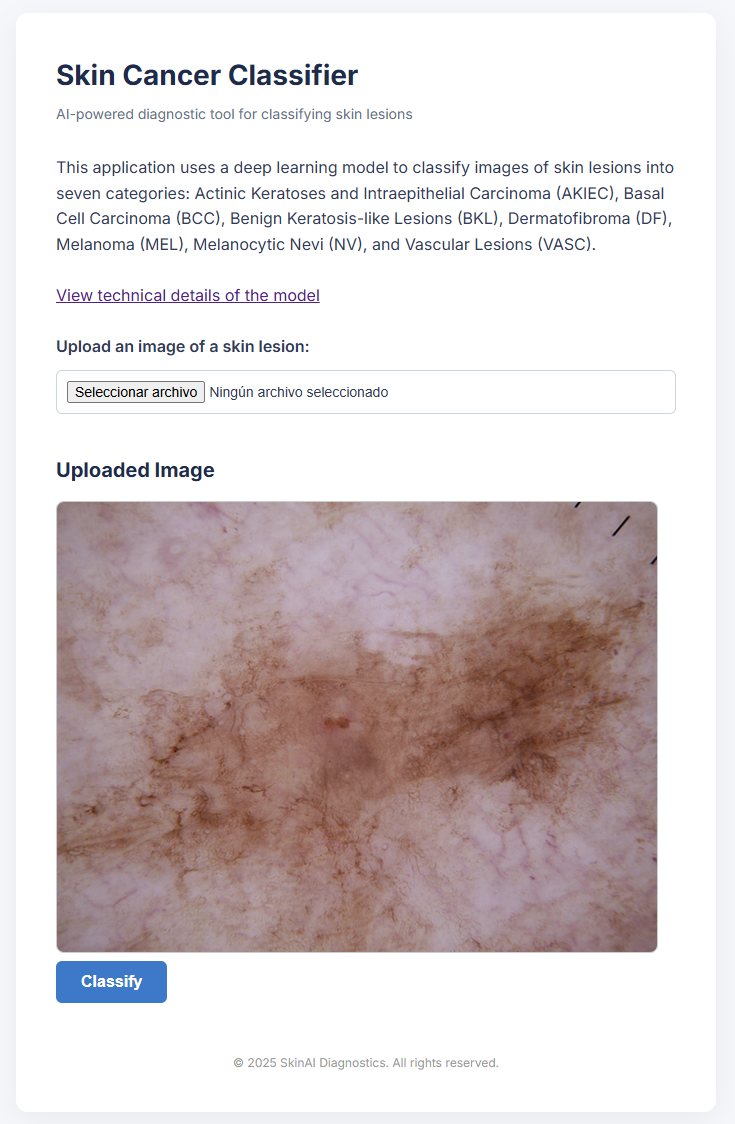 Skin Cancer Classifier
AI-powered diagnostic tool for classifying skin lesions
This application uses a deep learning model to classify images of skin lesions into
seven categories: Actinic Keratoses and Intraepithelial Carcinoma (AKIEC), Basal
Cell Carcinoma (BCC), Benign Keratosis-like Lesions (BKL), Dermatofibroma (DF),
Melanoma (MEL), Melanocytic Nevi (NV), and Vascular Lesions (VASC).
View technical details of the model
Upload an image of a skin lesion:
Seleccionar archivo Ningún archivo seleccionado
Uploaded Image
Classify
© 2025 SkinAI Diagnostics. All rights reserved.